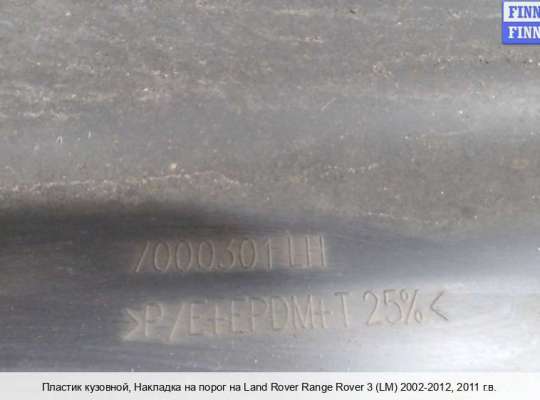 FINN
FINN
7000301 LH
>P/E+EPDM+T 25%<
Пластик кузовной, Накладка на порог на Land Rover Range Rover 3 (LM) 2002-2012, 2011 г.в.